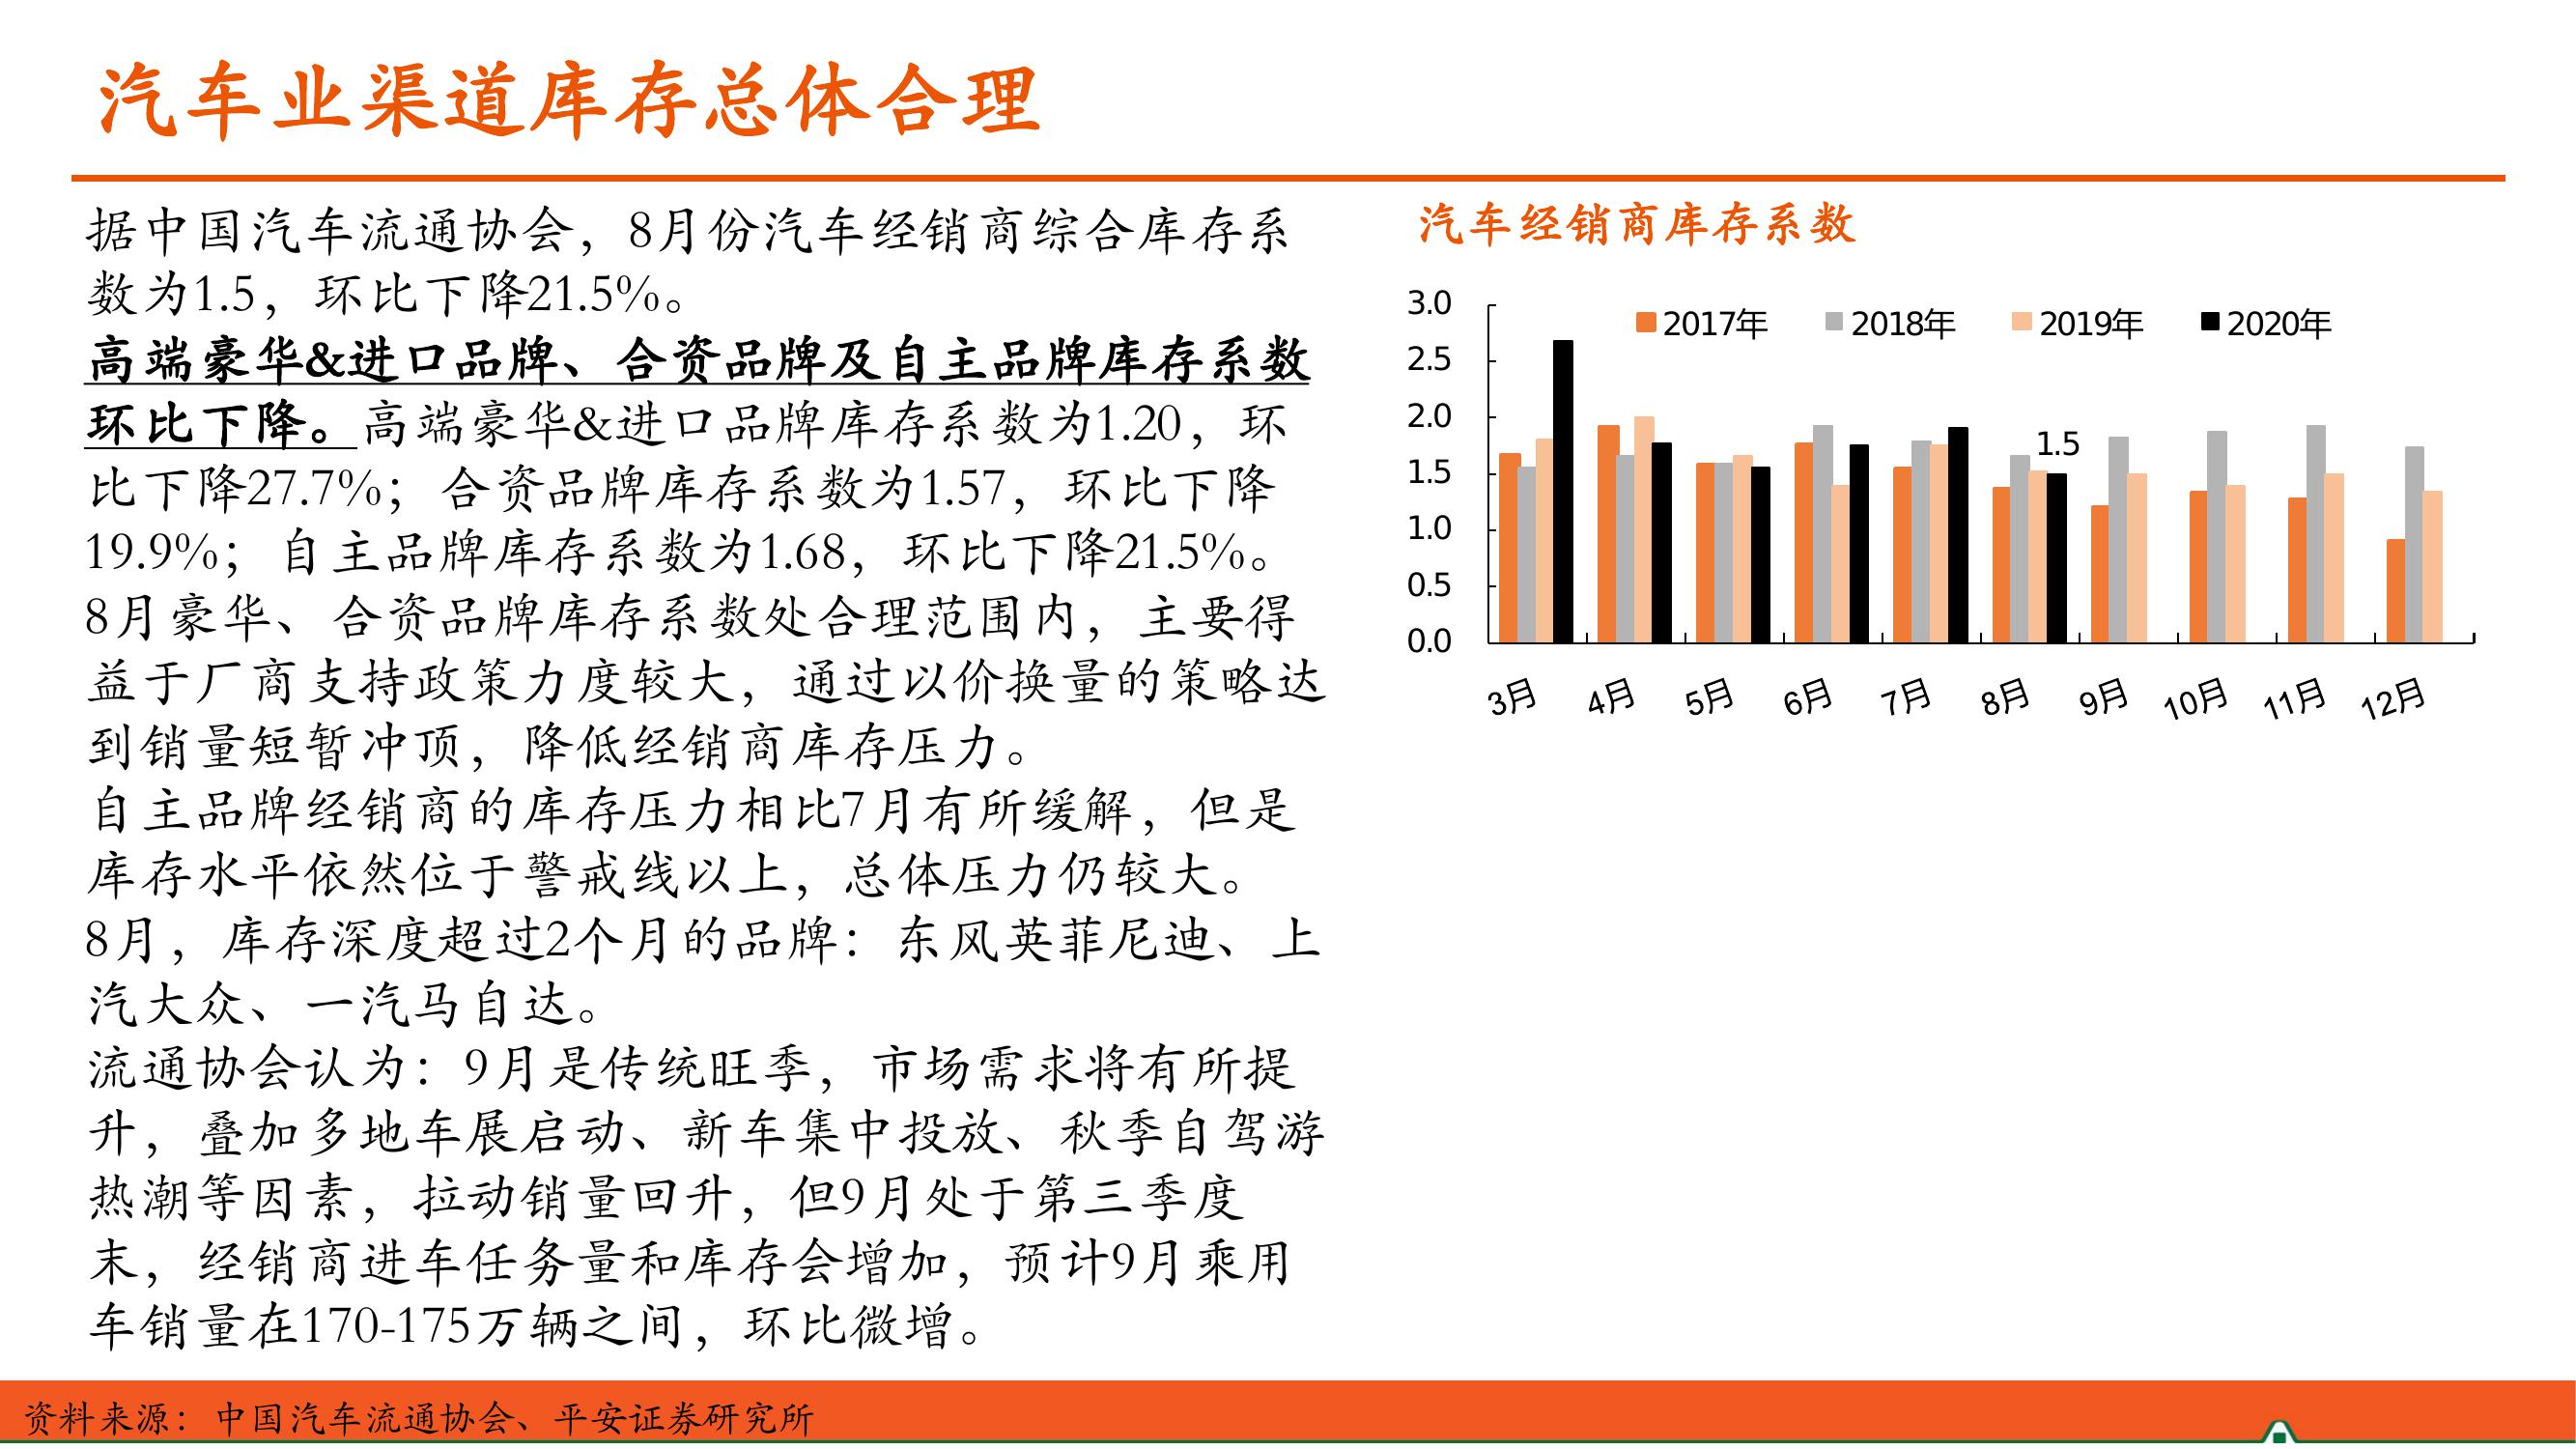 汽车业渠道库存总体合理
据中国汽车流通协会，8月份汽车经销商综合库存系
数为1.5，环比下降21.5%。
高端豪华&进口品牌、合资品牌及自主品牌库存系数
环比下降。高端豪华&进口品牌库存系数为1.20，环
比下降27.7%；合资品牌库存系数为1.57，环比下降
19.9%；自主品牌库存系数为1.68，环比下降21.5%。
8月豪华、合资品牌库存系数处合理范围内，主要得
益于厂商支持政策力度较大，通过以价换量的策略达
到销量短暂冲顶，降低经销商库存压力。
自主品牌经销商的库存压力相比7月有所缓解，但是
库存水平依然位于警戒线以上，总体压力仍较大。
8月，库存深度超过2个月的品牌：东风英菲尼迪、上
汽大众、一汽马自达。
流通协会认为：9月是传统旺季，市场需求将有所提
升，叠加多地车展启动、新车集中投放、秋季自驾游
热潮等因素，拉动销量回升，但9月处于第三季度
末，经销商进车任务量和库存会增加，预计9月乘用
车销量在170-175万辆之间，环比微增。
汽车经销商库存系数
2017年 2018年 2019年 2020年
3.0
2.5
2.0
1.5
1.0
0.5
0.0
1.5
3月 4月 5月 6月 7月 8月 9月 10月 11月 12月
资料来源：中国汽车流通协会、平安证券研究所